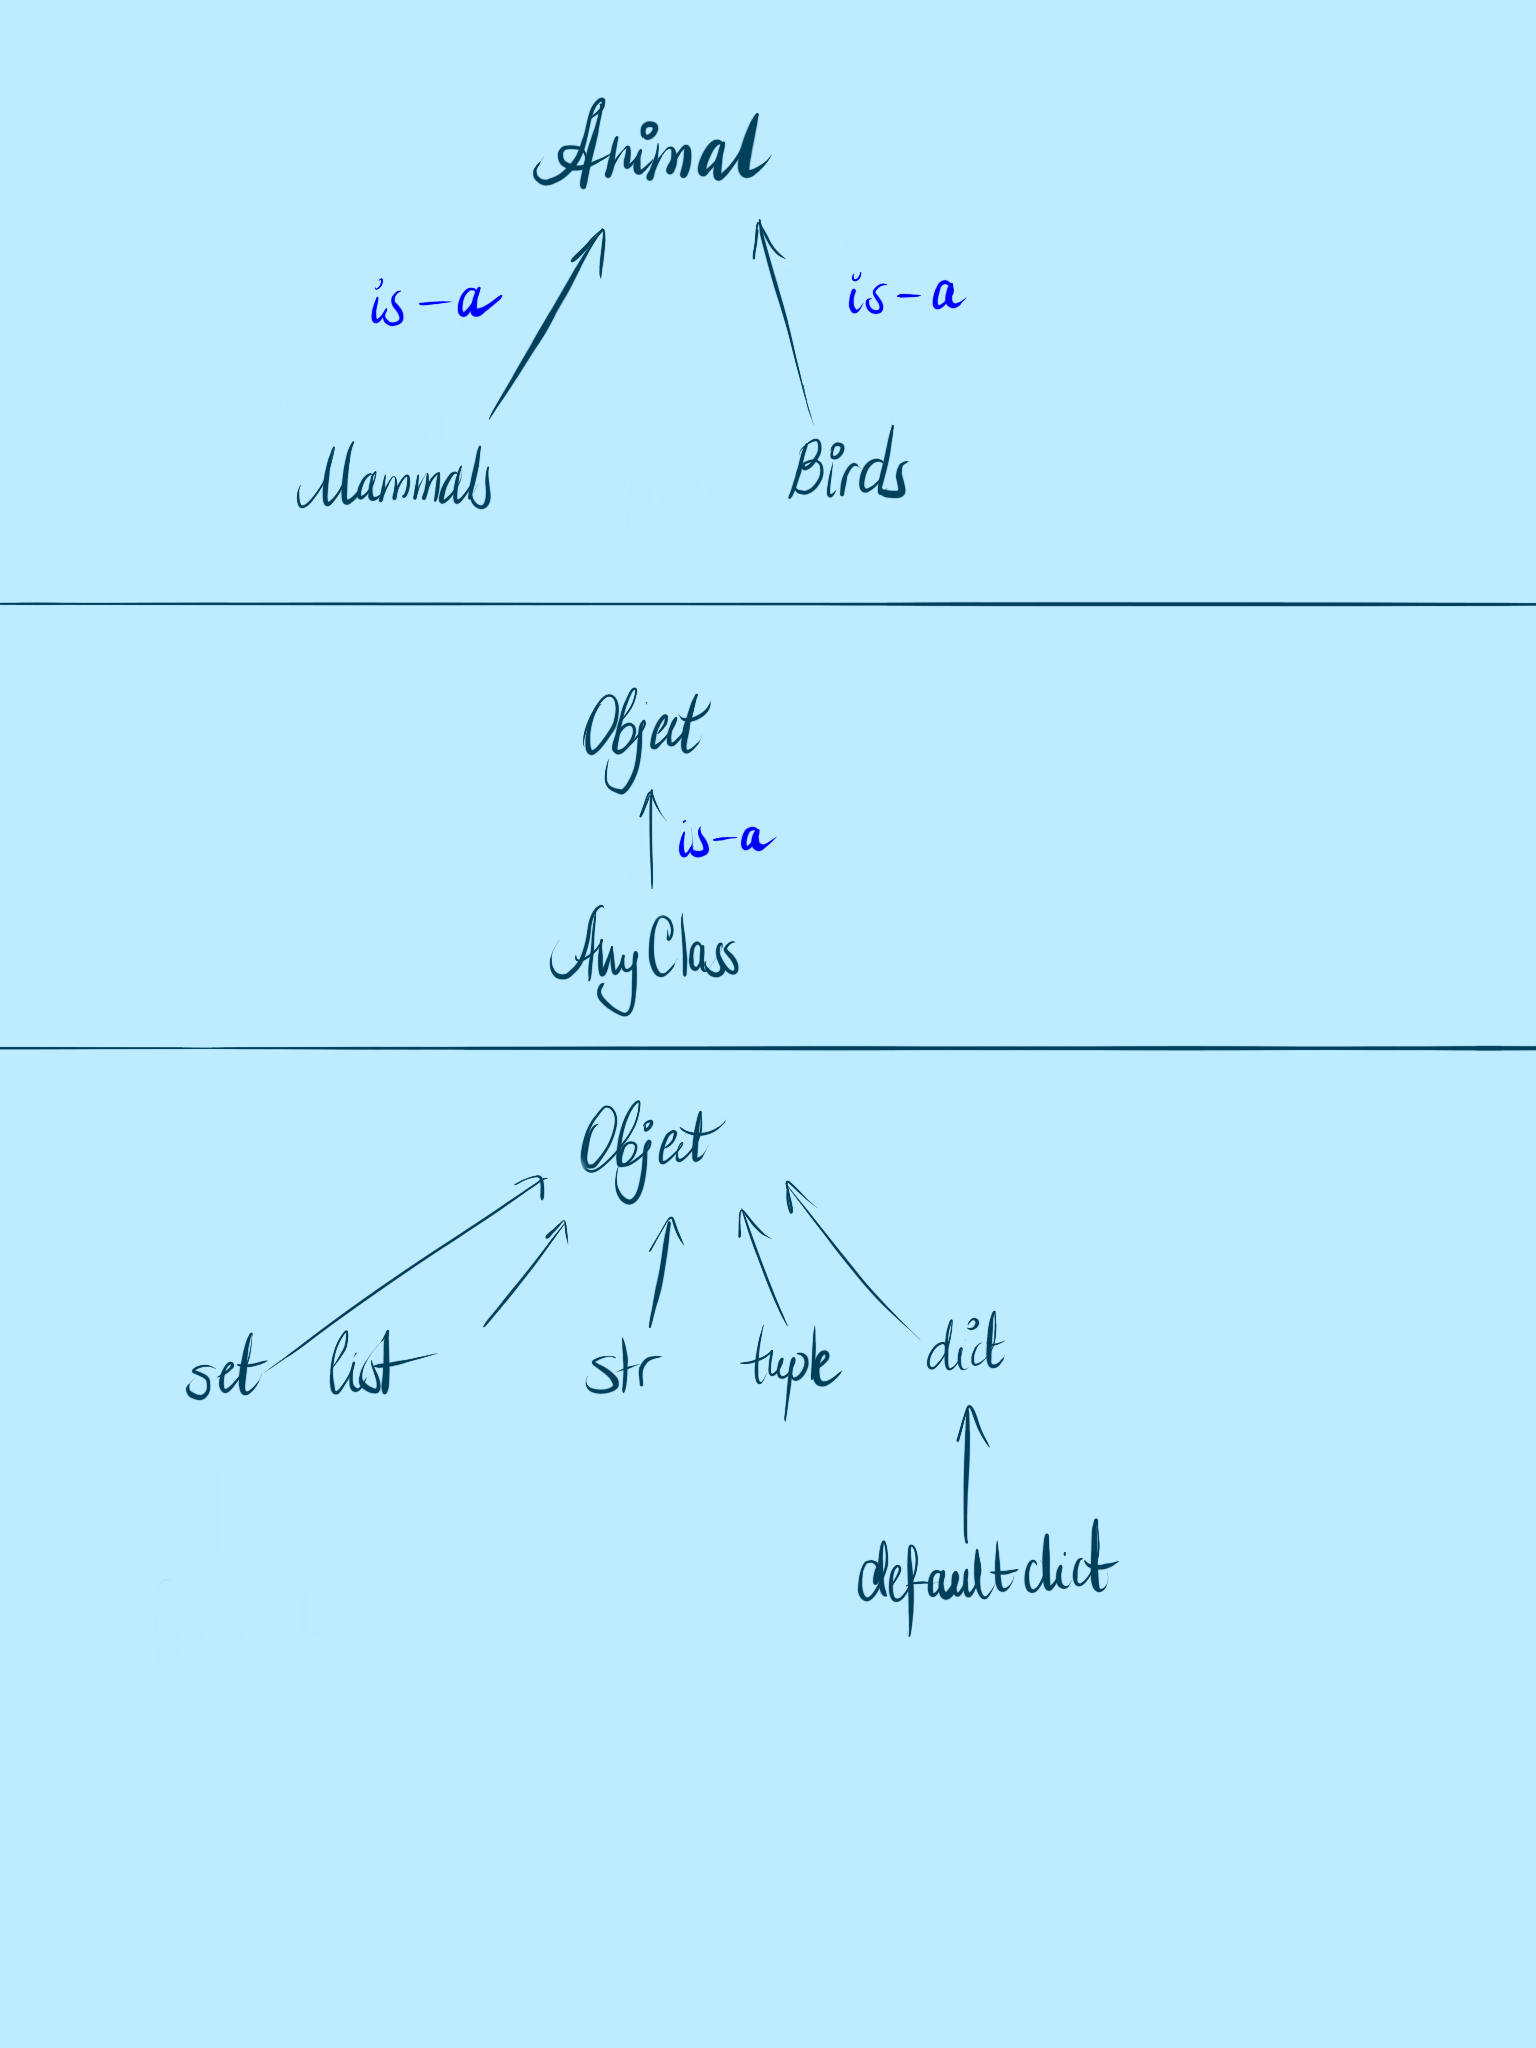 Animal
is-a is-a
Mammals Birds
Object
is-a
AnyClass
Object
set list str tuple dict
defaultdict